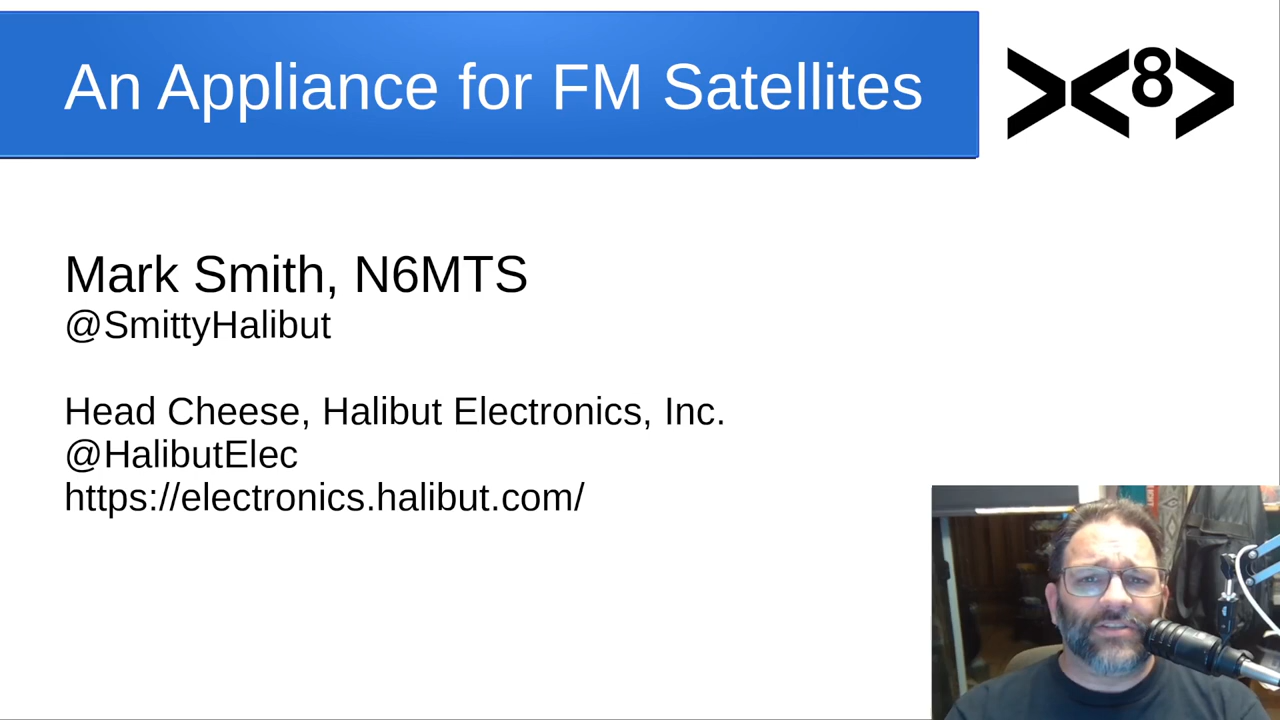 An Appliance for FM Satellites
><8>
Mark Smith, N6MTS
@SmittyHalibut
Head Cheese, Halibut Electronics, Inc.
@HalibutElec
https://electronics.halibut.com/